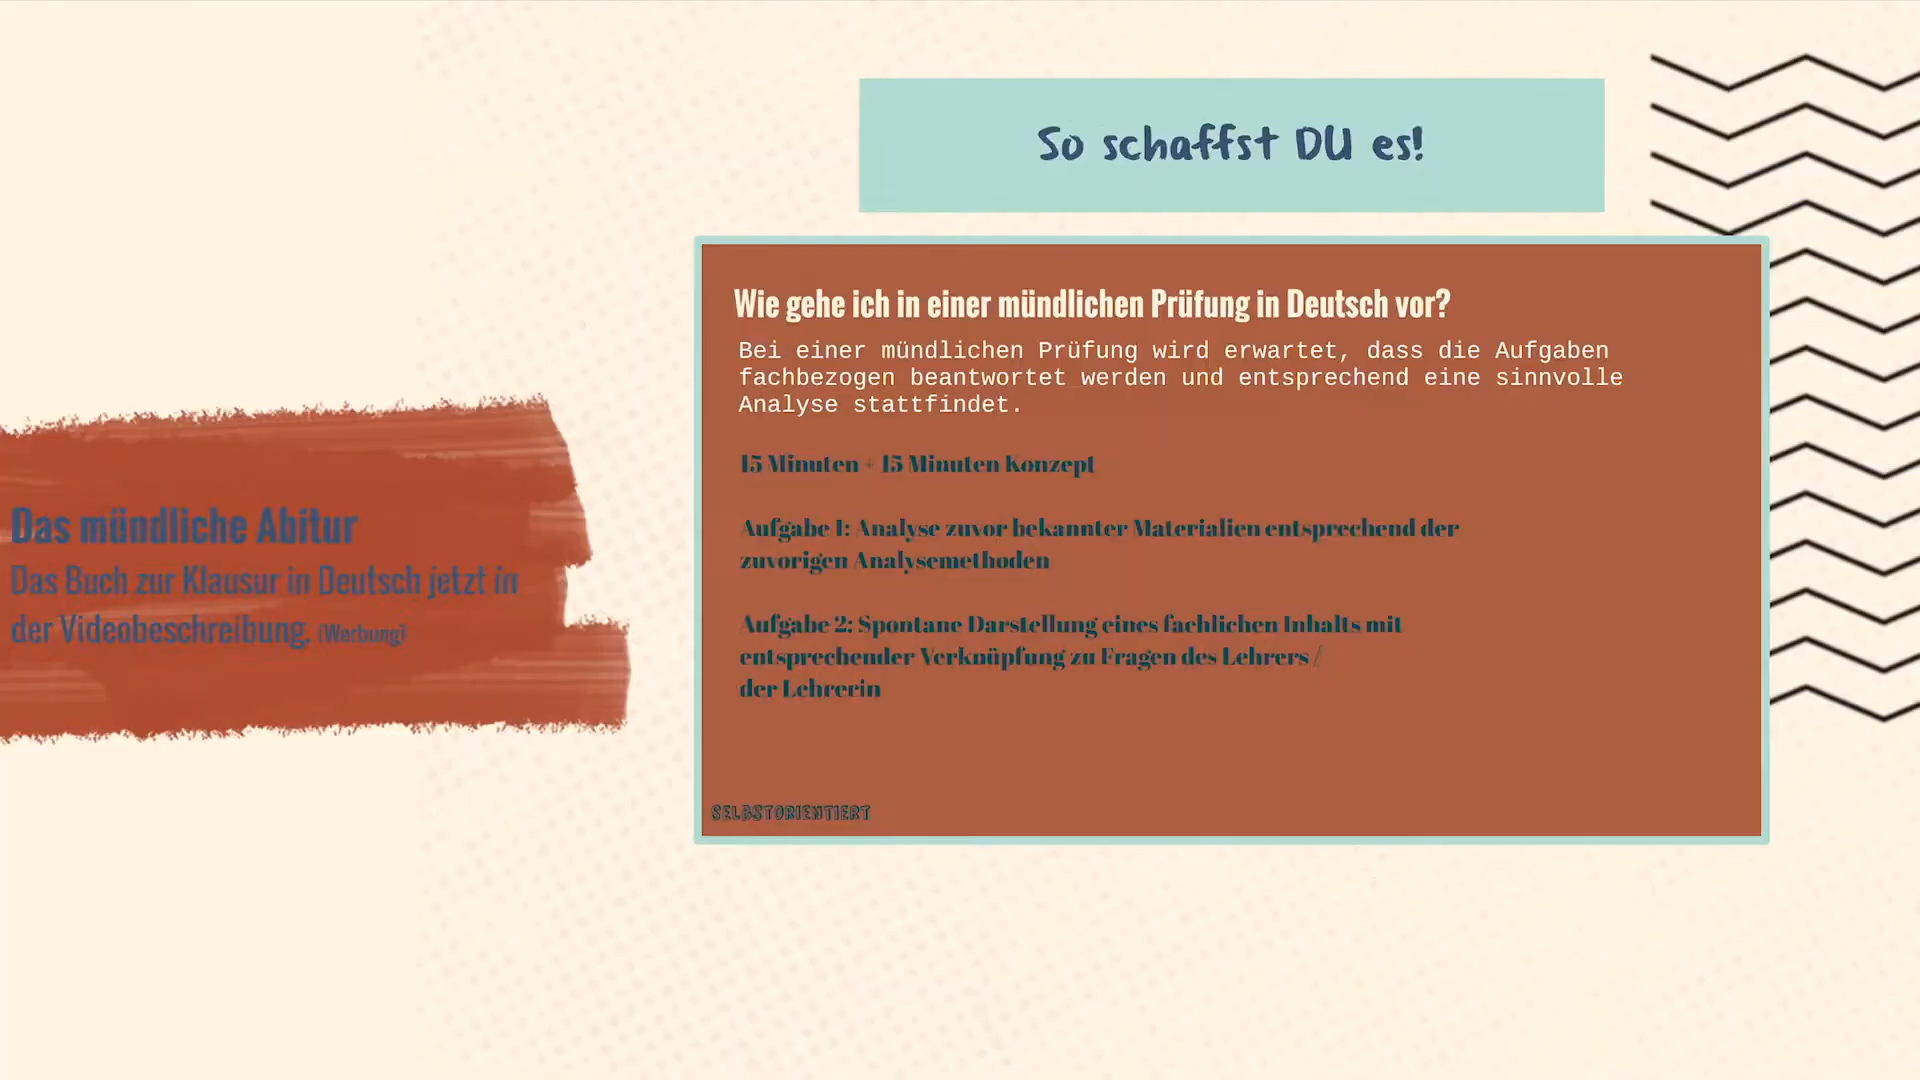 So schaffst DU es!
Wie gehe ich in einer mündlichen Prüfung in Deutsch vor?
Bei einer mündlichen Prüfung wird erwartet, dass die Aufgaben
fachbezogen beantwortet werden und entsprechend eine sinnvolle
Analyse stattfindet.
15 Minuten + 15 Minuten Konzept
Aufgabe 1: Analyse zuvor bekannter Materialien entsprechend der
zuvorigen Analysemethoden
Aufgabe 2: Spontane Darstellung eines fachlichen Inhalts mit
entsprechender Verknüpfung zu Fragen des Lehrers /
der Lehrerin
SELBSTORIENTIERT
Das mündliche Abitur
Das Buch zur Klausur in Deutsch jetzt in
der Videobeschreibung. (Werbung)